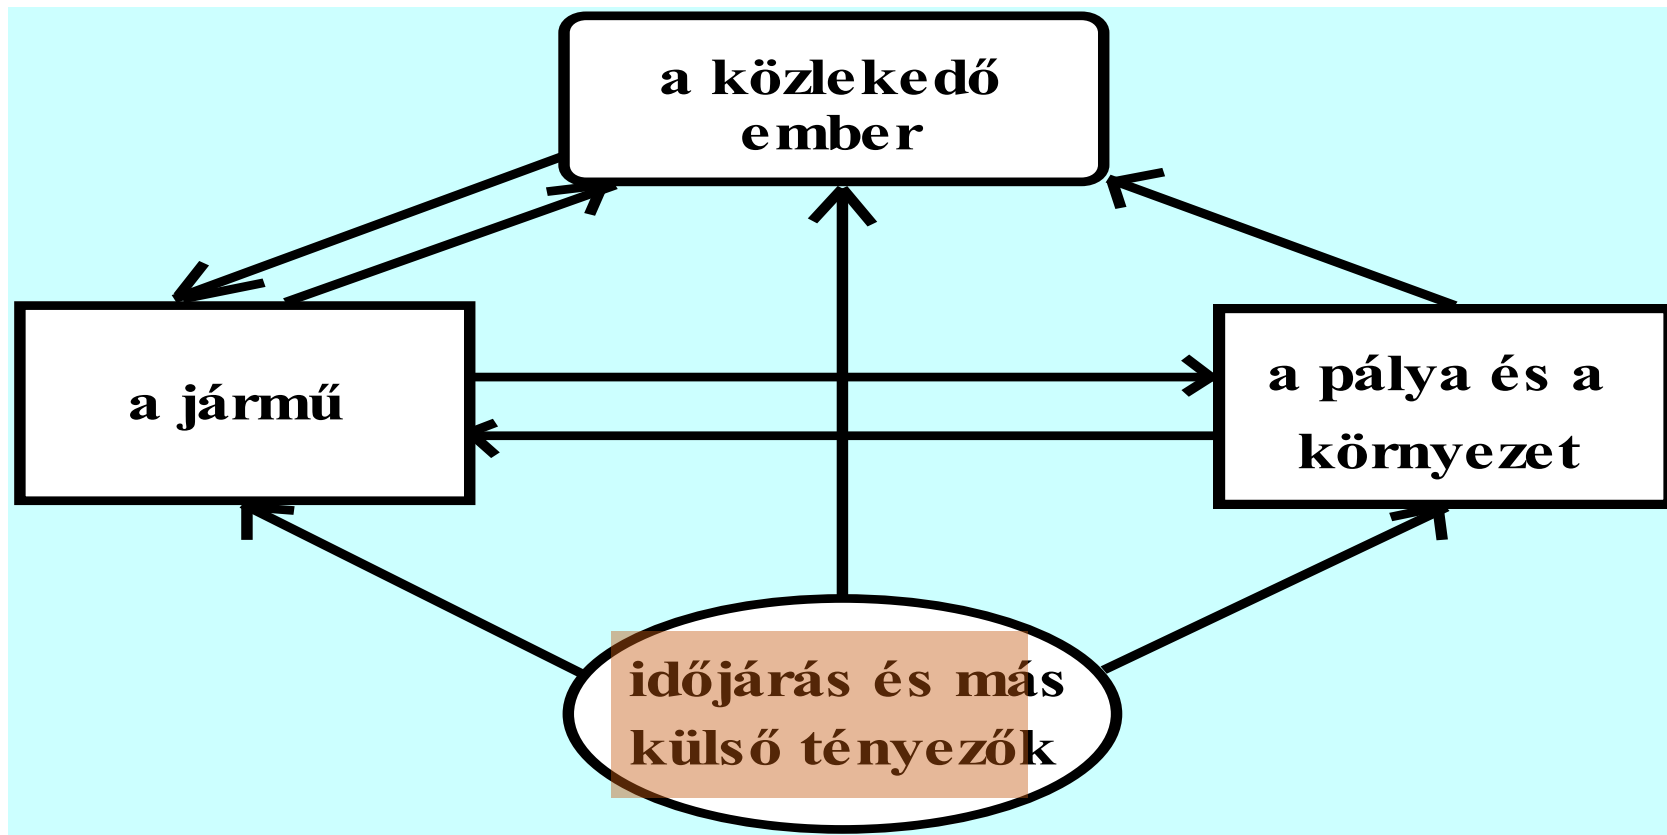 a közlekedő
ember
a jármű
a pálya és a
környezet
időjárás és más
külső tényezők